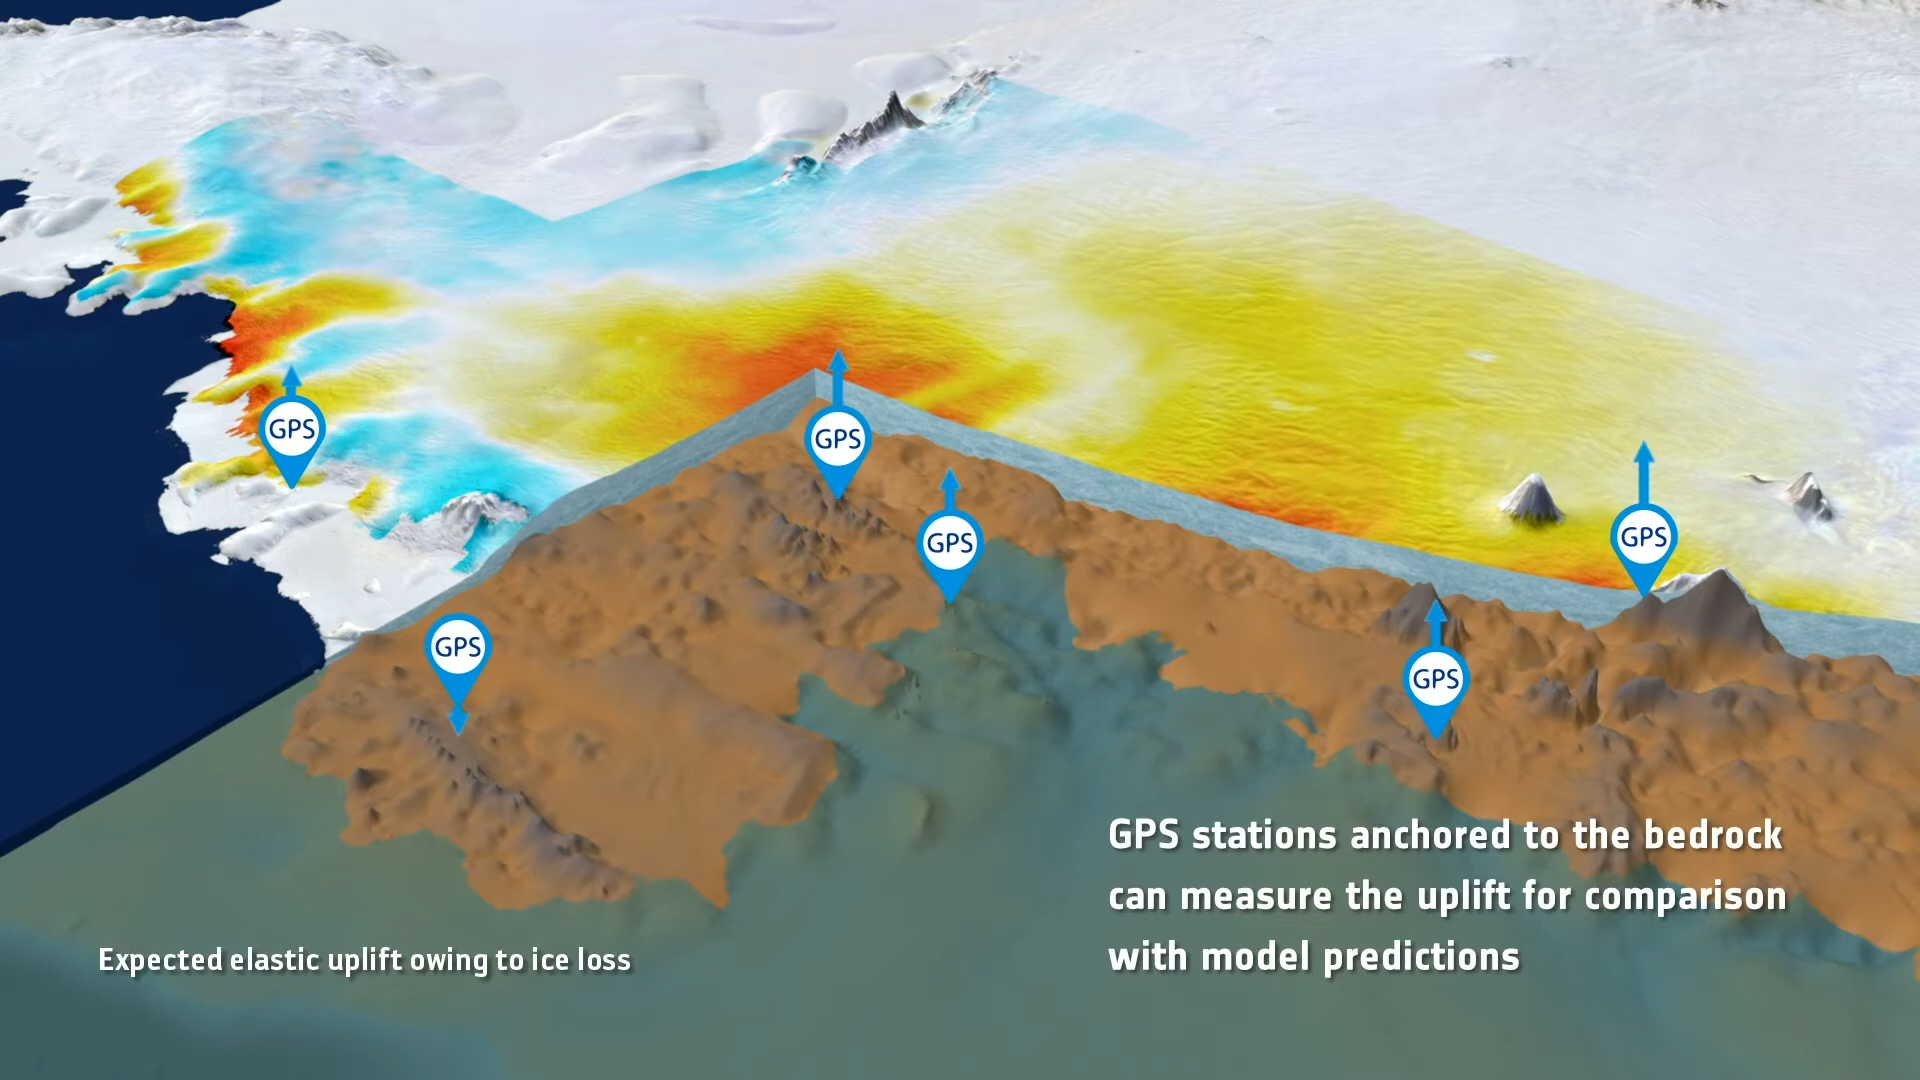 GPS
GPS
GPS
GPS
GPS
GPS
GPS stations anchored to the bedrock
can measure the uplift for comparison
with model predictions
Expected elastic uplift owing to ice loss